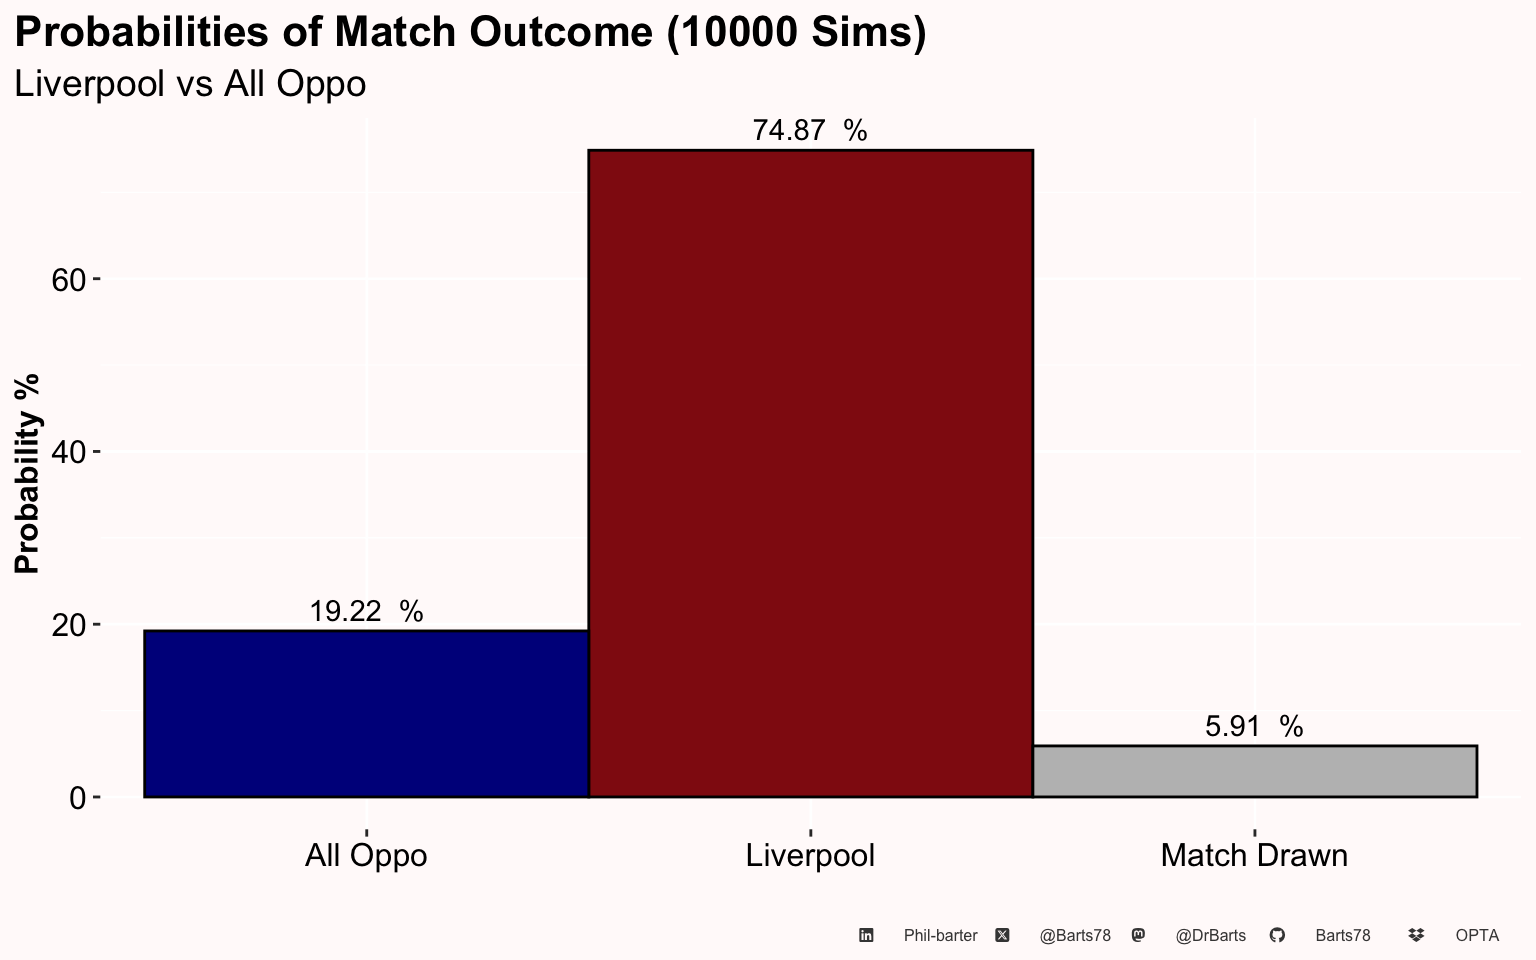 Probabilities of Match Outcome (10000 Sims)
Liverpool vs All Oppo
74.87 %
60
40
20
0
Probability %
19.22 %
5.91 %
All Oppo
Liverpool
Match Drawn
Phil-barter @Barts78 @DrBarts Barts78 OPTA